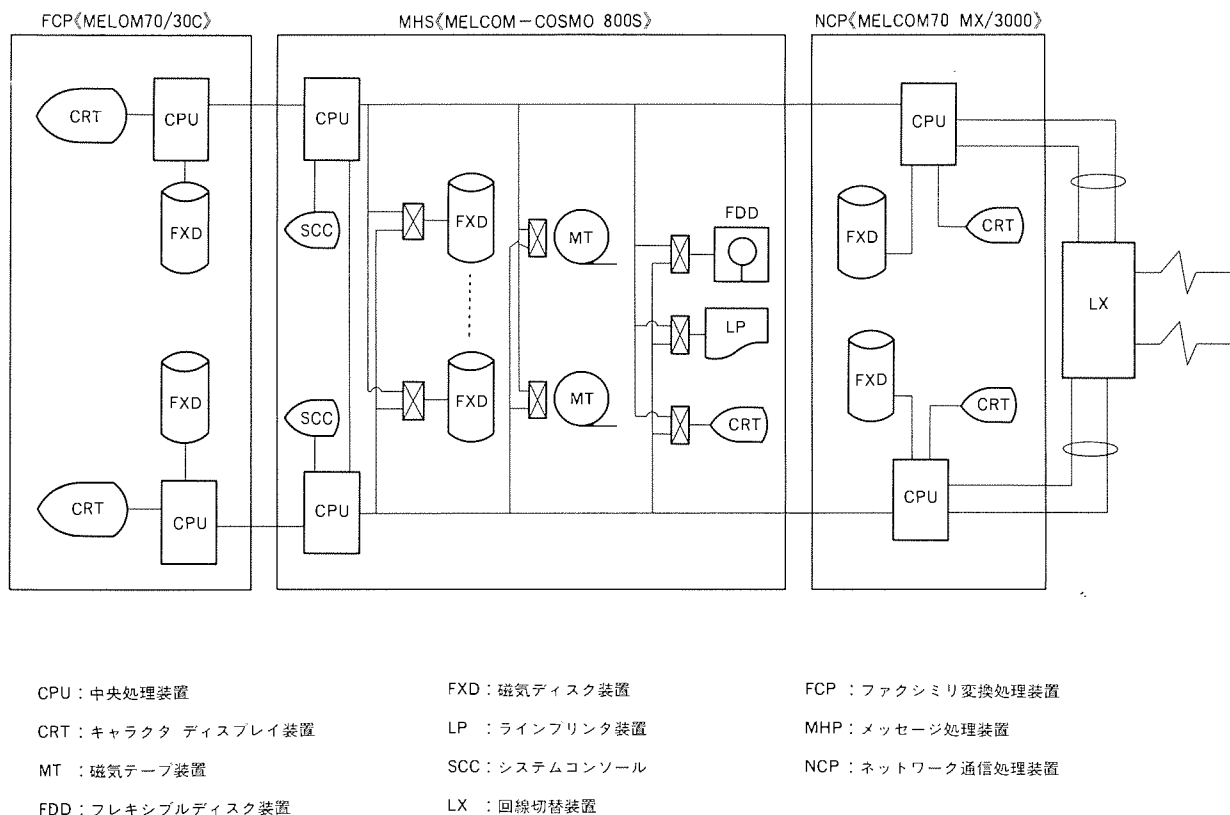 FCP《MELOM70/30C》
MHS《MELCOM－COSMO 800S》
NCP《MELCOM70 MX/3000》
CRT
CPU
FXD
FXD
CRT
CPU
CPU
SCC
FXD
MT
FDD
LP
SCC
FXD
MT
CRT
CPU
CPU
FXD
CRT
LX
FXD
CRT
CPU
CPU：中央処理装置
CRT：キャラクタ ディスプレイ装置
MT ：磁気テープ装置
FDD：フレキシブルディスク装置
FXD：磁気ディスク装置
LP ：ラインプリンタ装置
SCC：システムコンソール
LX ：回線切替装置
FCP ：ファクシミリ変換処理装置
MHP：メッセージ処理装置
NCP：ネットワーク通信処理装置